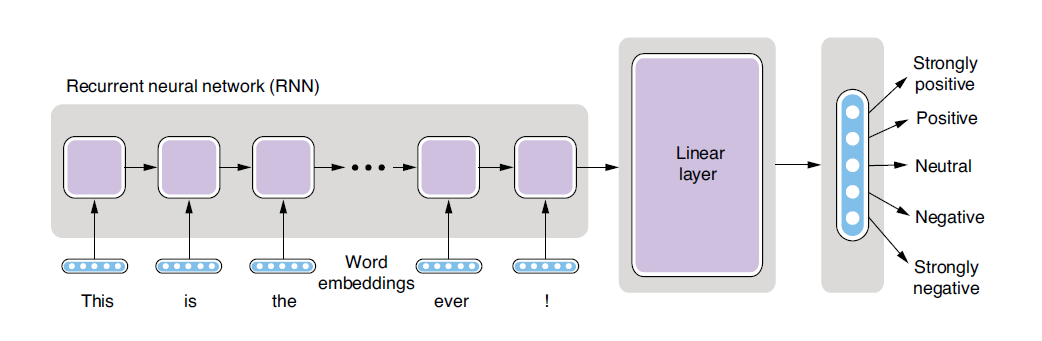 Recurrent neural network (RNN)
This
is
the
Word
embeddings
ever
!
Linear
layer
Strongly
positive
Positive
Neutral
Negative
Strongly
negative